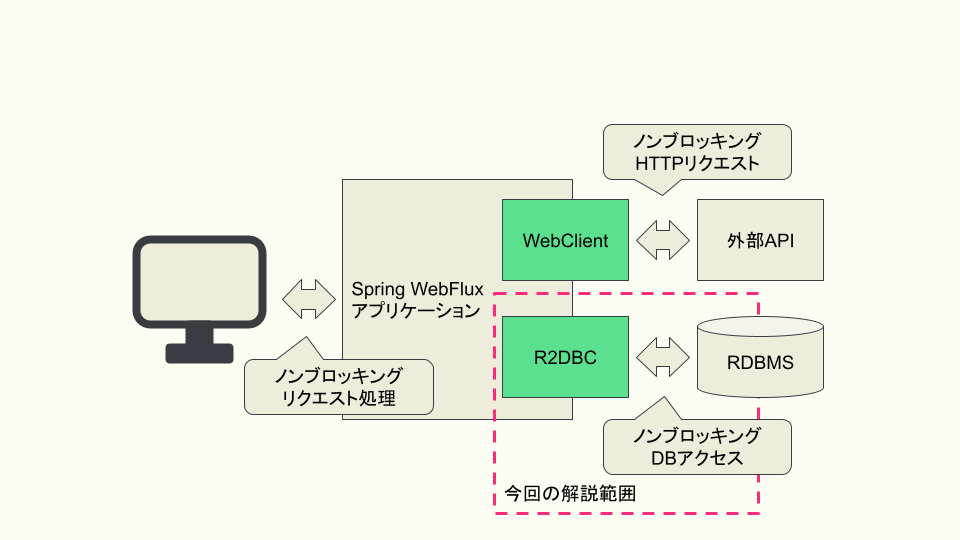 ノンブロッキング
HTTPリクエスト
WebClient
外部API
Spring WebFlux
アプリケーション
R2DBC
RDBMS
ノンブロッキング
リクエスト処理
ノンブロッキング
DBアクセス
今回の解説範囲